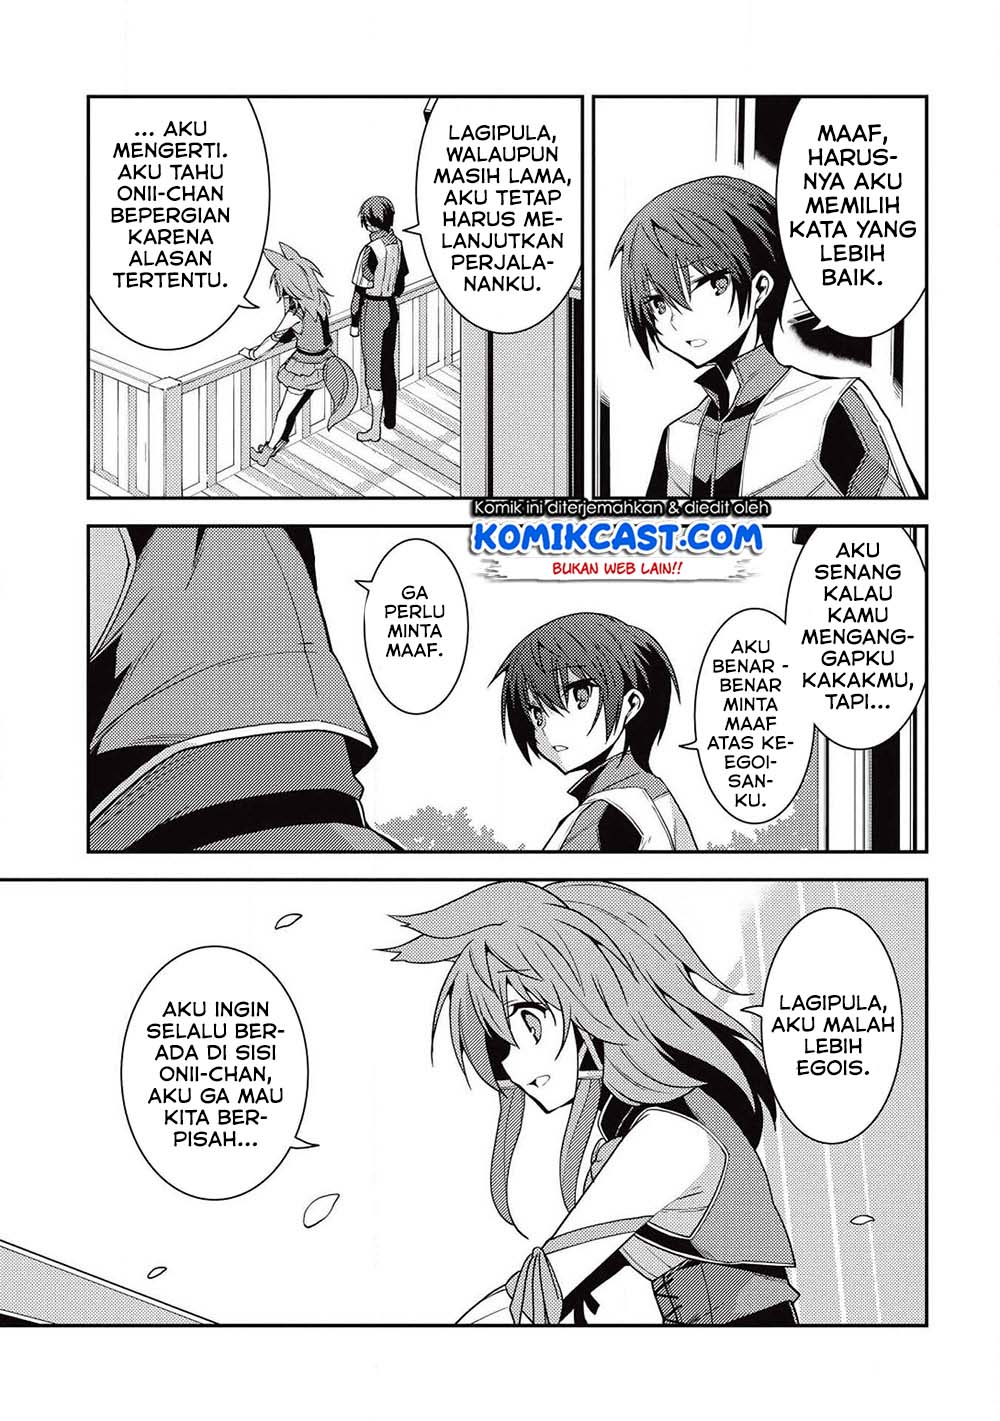 MAAF,
HARUS-
NYA AKU
MEMILIH
KATA YANG
LEBIH
BAIK.
LAGIPULA,
WALAUPUN
MASIH LAMA,
AKU TETAP
HARUS ME-
LANJUTKAN
PERJALA-
NANKU.
... AKU
MENGERTI.
AKU TAHU
ONII-CHAN
BEPERGIAN
KARENA
ALASAN
TERTENTU.
Komik ini diterjemahkan & diedit oleh
KOMIKCAST.COM
BUKAN WEB LAIN!!
AKU
SENANG
KALAU
KAMU
MENGANG-
GAPKU
KAKAKMU,
TAPI...
AKU
BENAR -
BENAR
MINTA
MAAF
ATAS KE-
EGOI-
SAN-
KU.
GA
PERLU
MINTA
MAAF.
LAGIPULA,
AKU MALAH
LEBIH
EGOIS.
AKU INGIN
SELALU BER-
ADA DI SISI
ONII-CHAN,
AKU GA MAU
KITA BER-
PISAH...